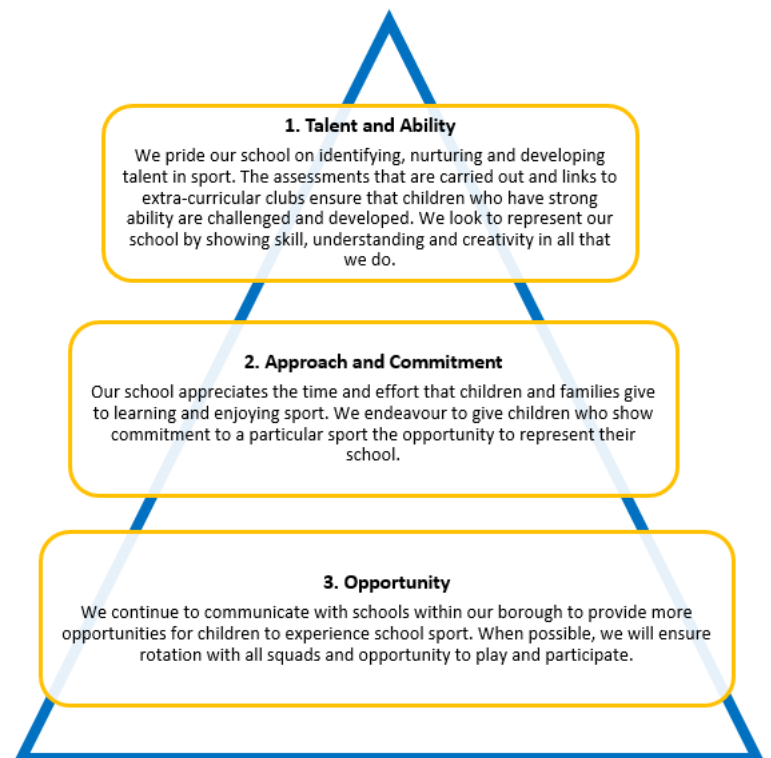 1. Talent and Ability
We pride our school on identifying, nurturing and developing
talent in sport. The assessments that are carried out and links to
extra-curricular clubs ensure that children who have strong
ability are challenged and developed. We look to represent our
school by showing skill, understanding and creativity in all that
we do.
2. Approach and Commitment
Our school appreciates the time and effort that children and families give
to learning and enjoying sport. We endeavour to give children who show
commitment to a particular sport the opportunity to represent their
school.
3. Opportunity
We continue to communicate with schools within our borough to provide more
opportunities for children to experience school sport. When possible, we will ensure
rotation with all squads and opportunity to play and participate.